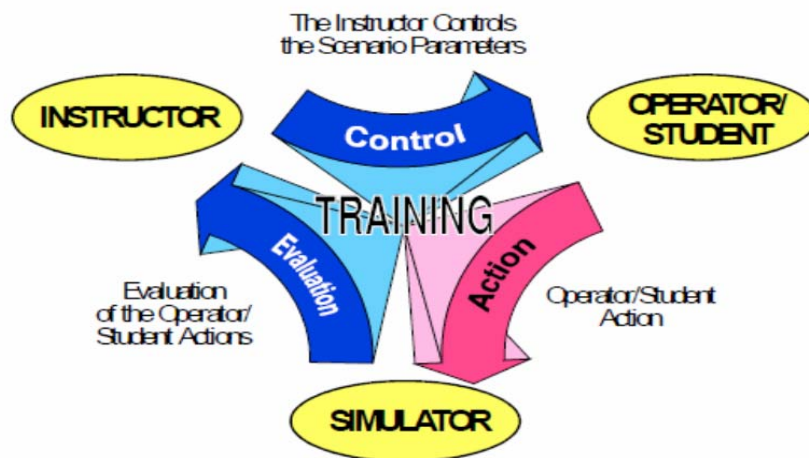 The Instructor Controls
the Scenario Parameters
INSTRUCTOR
OPERATOR/
STUDENT
Control
TRAINING
Evaluation
Action
Evaluation
of the Operator/
Student Actions
Operator/Student
Action
SIMULATOR